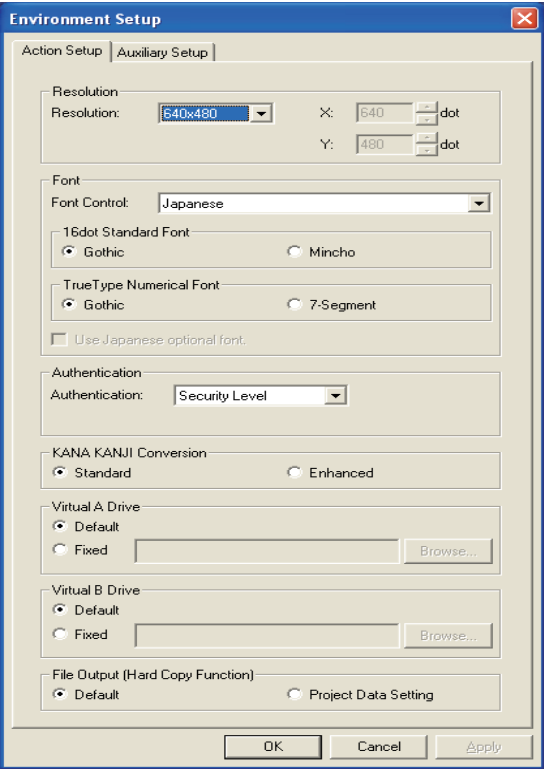 Environment Setup
Action Setup Auxiliary Setup
Resolution
Resolution: 640x480 X: 640 dot
Y: 480 dot
Font
Font Control: Japanese
16dot Standard Font
Gothic Mincho
TrueType Numerical Font
Gothic 7-Segment
Use Japanese optional font.
Authentication
Authentication: Security Level
KANA KANJI Conversion
Standard Enhanced
Virtual A Drive
Default
Fixed Browse...
Virtual B Drive
Default
Fixed Browse...
File Output (Hard Copy Function)
Default Project Data Setting
OK Cancel Apply